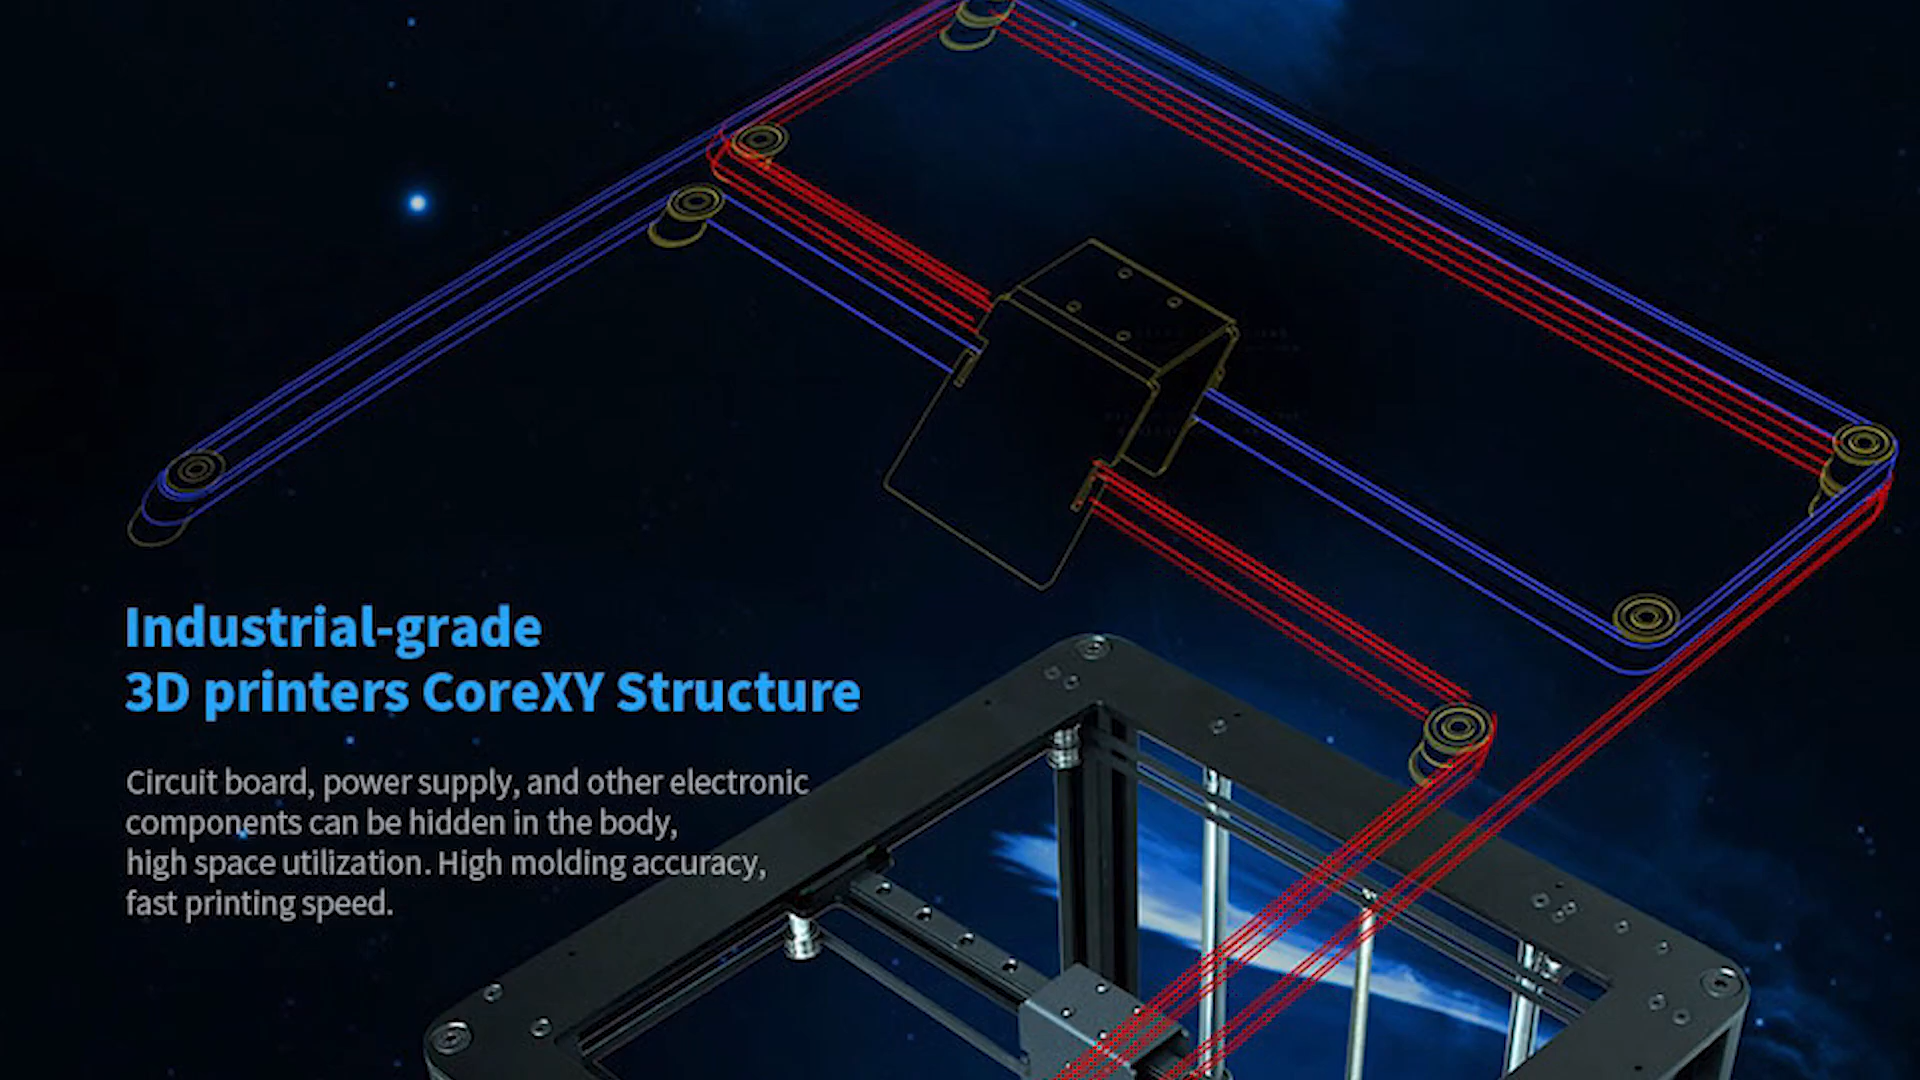 Industrial-grade
3D printers CoreXY Structure
Circuit board, power supply, and other electronic
components can be hidden in the body,
high space utilization. High molding accuracy,
fast printing speed.